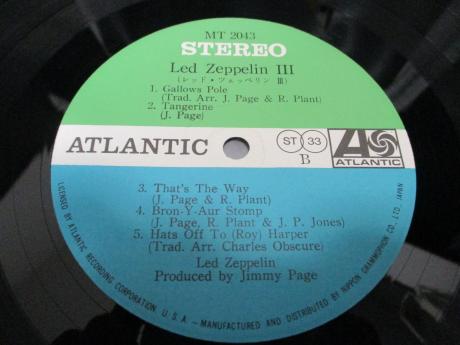 MT 2043
STEREO
Led Zeppelin III
(レッド・ツェッペリン Ⅲ)
1. Gallows Pole
(Trad. Arr. J. Page & R. Plant)
2. Tangerine
(J. Page)
ATLANTIC
ST 33
B
ATLANTIC
3. That's The Way
(J. Page & R. Plant)
4. Bron-Y-Aur Stomp
(J. Page, R. Plant & J. P. Jones)
5. Hats Off To (Roy) Harper
(Trad. Arr. Charles Obscure)
Led Zeppelin
Produced by Jimmy Page
LICENSED BY ATLANTIC RECORDING CORPORATION, U.S.A. - MANUFACTURED AND DISTRIBUTED BY NIPPON GRAMMOPHON CO., LTD., JAPAN